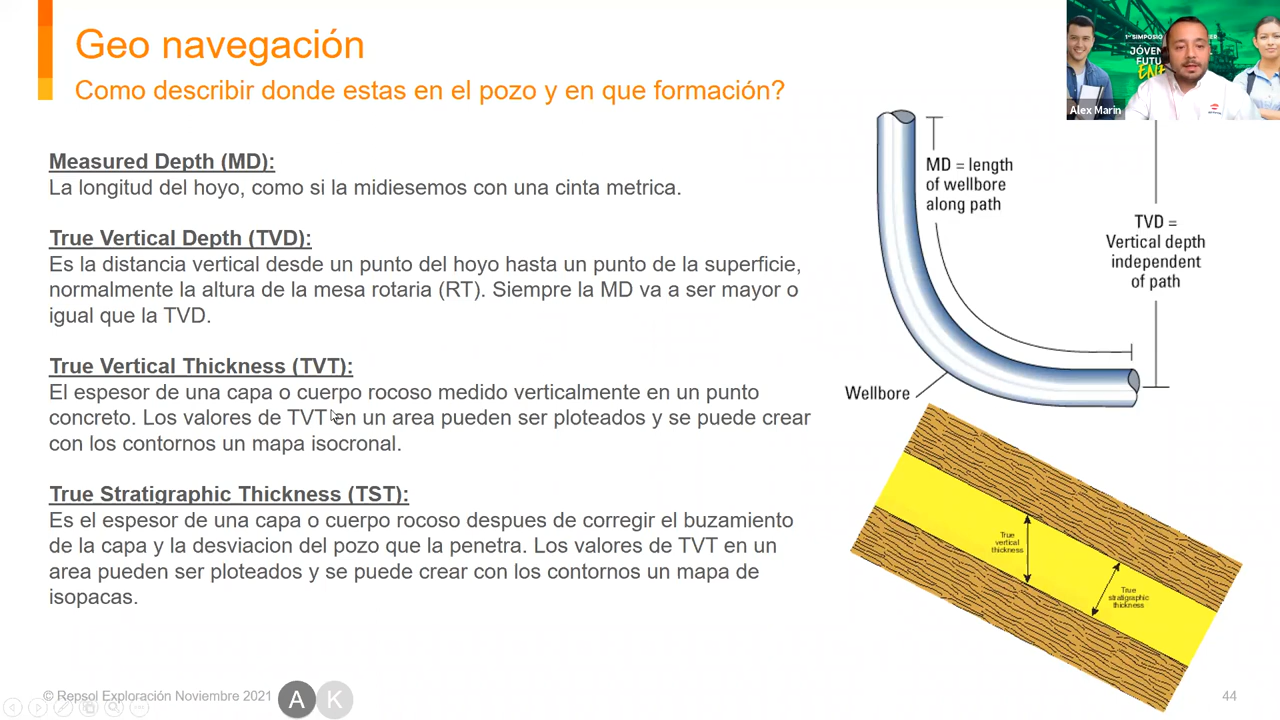 Geo navegación
Como describir donde estas en el pozo y en que formación?
Measured Depth (MD):
La longitud del hoyo, como si la midiesemos con una cinta metrica.
True Vertical Depth (TVD):
Es la distancia vertical desde un punto del hoyo hasta un punto de la superficie,
normalmente la altura de la mesa rotaria (RT). Siempre la MD va a ser mayor o
igual que la TVD.
True Vertical Thickness (TVT):
El espesor de una capa o cuerpo rocoso medido verticalmente en un punto
concreto. Los valores de TVT en un area pueden ser ploteados y se puede crear
con los contornos un mapa isocronal.
True Stratigraphic Thickness (TST):
Es el espesor de una capa o cuerpo rocoso despues de corregir el buzamiento
de la capa y la desviacion del pozo que la penetra. Los valores de TVT en un
area pueden ser ploteados y se puede crear con los contornos un mapa de
isopacas.
MD = length
of wellbore
along path
TVD =
Vertical depth
independent
of path
Wellbore
True
vertical
thickness
True
stratigraphic
thickness
Alex Marin
© Repsol Exploración Noviembre 2021
A
K
44